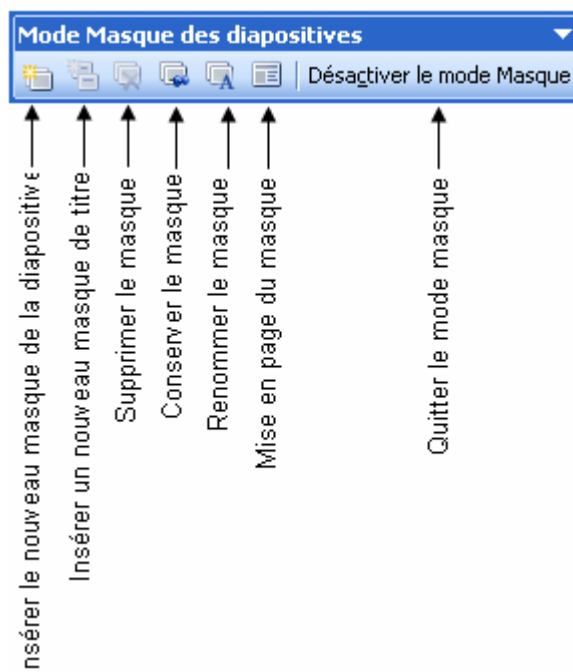 Mode Masque des diapositives
Désactiver le mode Masque
nsérer le nouveau masque de la diapositive
Insérer un nouveau masque de titre
Supprimer le masque
Conserver le masque
Renommer le masque
Mise en page du masque
Quitter le mode masque